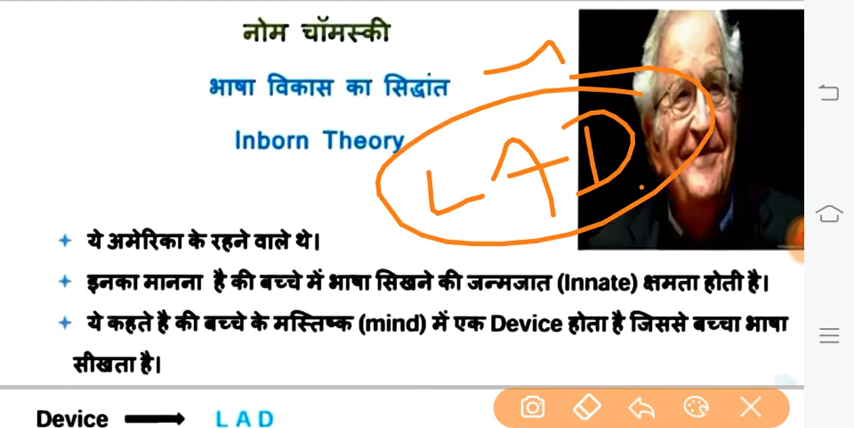 नोम चॉमस्की
भाषा विकास का सिद्धांत
Inborn Theory
LAD
ये अमेरिका के रहने वाले थे।
इनका मानना है की बच्चे में भाषा सिखने की जन्मजात (Innate) क्षमता होती है।
ये कहते है की बच्चे के मस्तिष्क (mind) में एक Device होता है जिससे बच्चा भाषा
सीखता है।
Device LAD